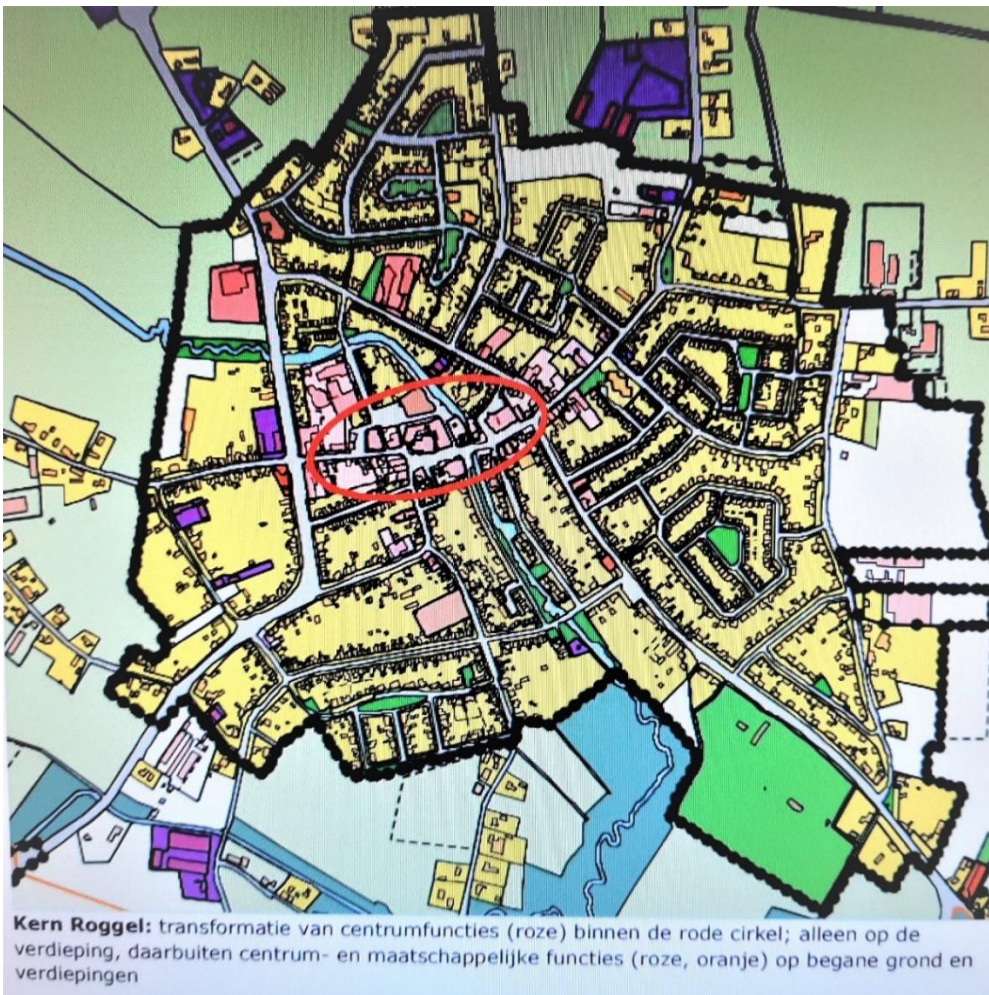 Kern Roggel: transformatie van centrumfuncties (roze) binnen de rode cirkel; alleen op de
verdieping, daarbuiten centrum- en maatschappelijke functies (roze, oranje) op begane grond en
verdiepingen